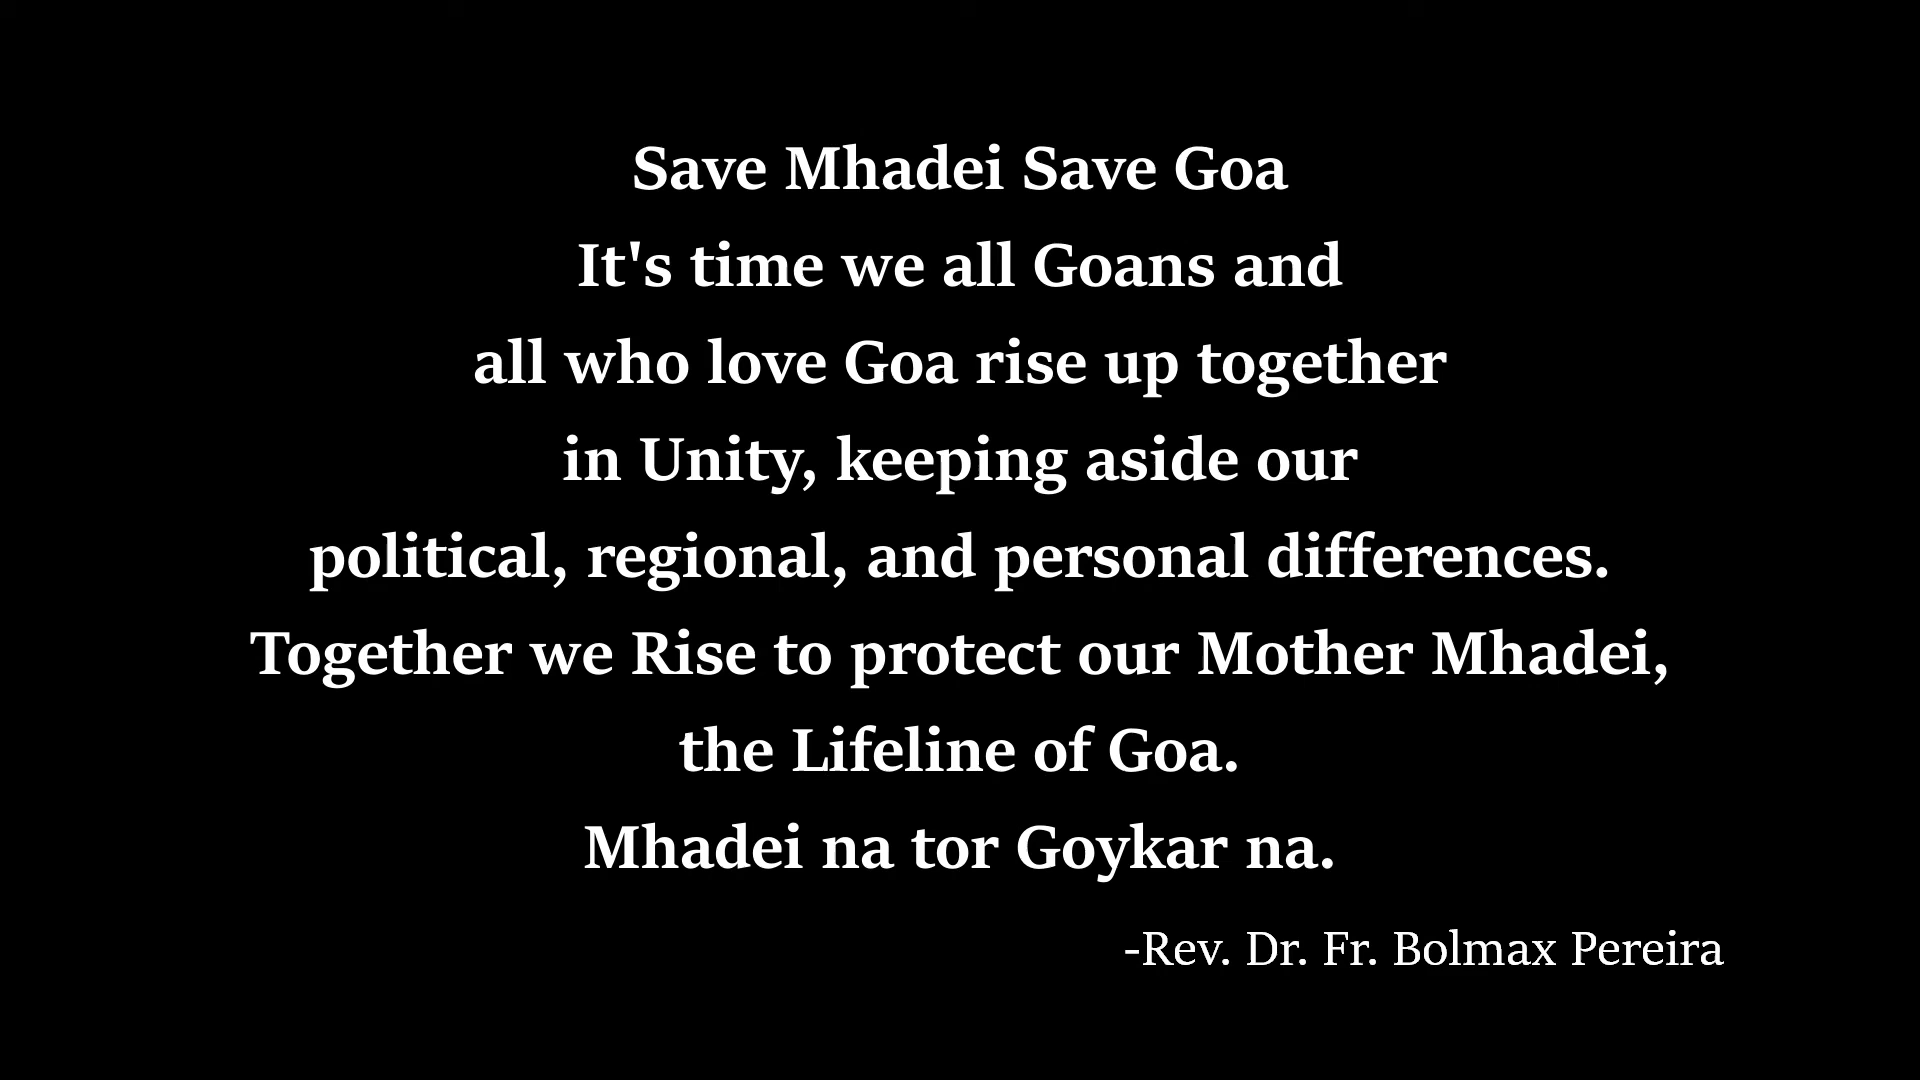 Save Mhadei Save Goa
It's time we all Goans and
all who love Goa rise up together
in Unity, keeping aside our
political, regional, and personal differences.
Together we Rise to protect our Mother Mhadei,
the Lifeline of Goa.
Mhadei na tor Goykar na.
-Rev. Dr. Fr. Bolmax Pereira